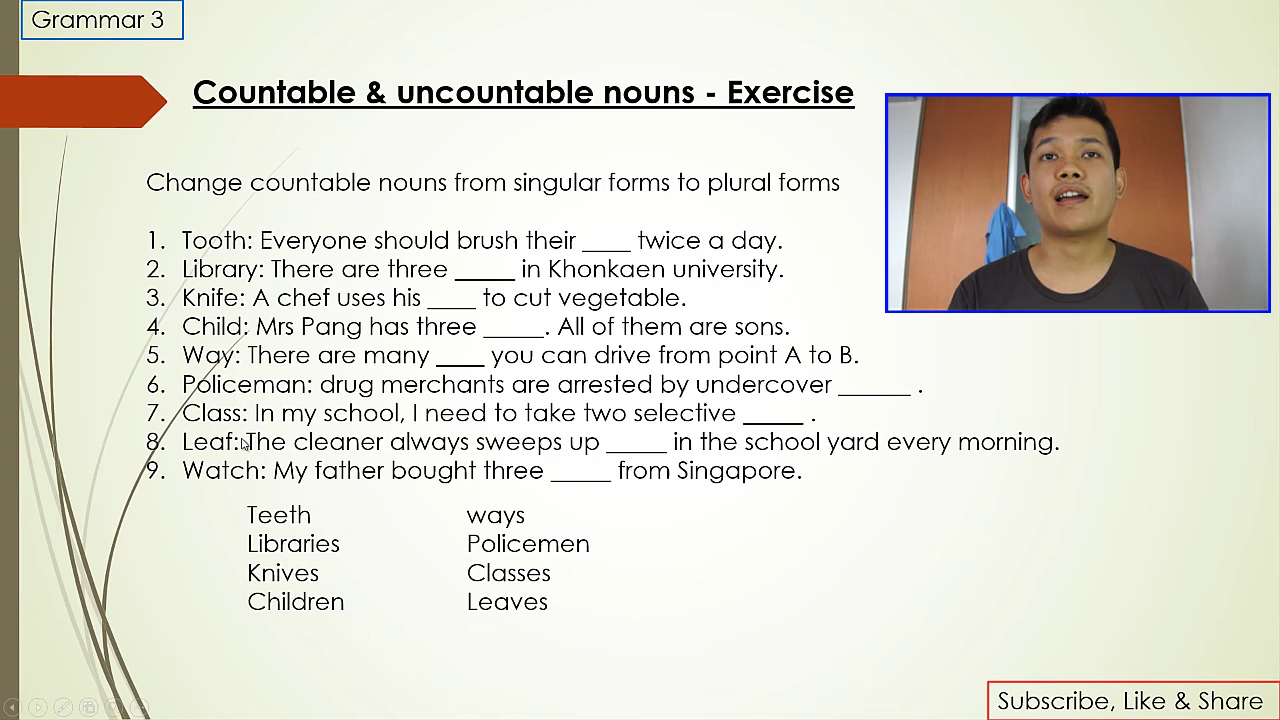 Grammar 3
Countable & uncountable nouns - Exercise
Change countable nouns from singular forms to plural forms
1. Tooth: Everyone should brush their ____ twice a day.
2. Library: There are three _____ in Khonkaen university.
3. Knife: A chef uses his ____ to cut vegetable.
4. Child: Mrs Pang has three _____. All of them are sons.
5. Way: There are many ____ you can drive from point A to B.
6. Policeman: drug merchants are arrested by undercover ______ .
7. Class: In my school, I need to take two selective _____ .
8. Leaf: The cleaner always sweeps up _____ in the school yard every morning.
9. Watch: My father bought three _____ from Singapore.
Teeth ways
Libraries Policemen
Knives Classes
Children Leaves
Subscribe, Like & Share